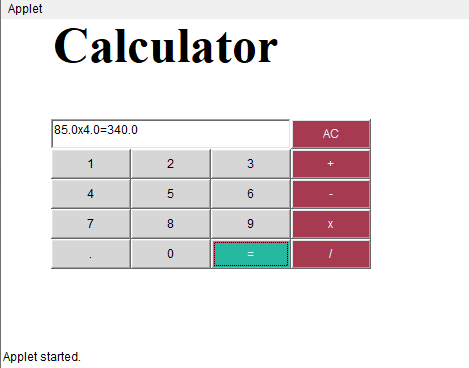 Applet
Calculator
85.0x4.0=340.0 AC
1 2 3 +
4 5 6 -
7 8 9 x
. 0 = /
Applet started.